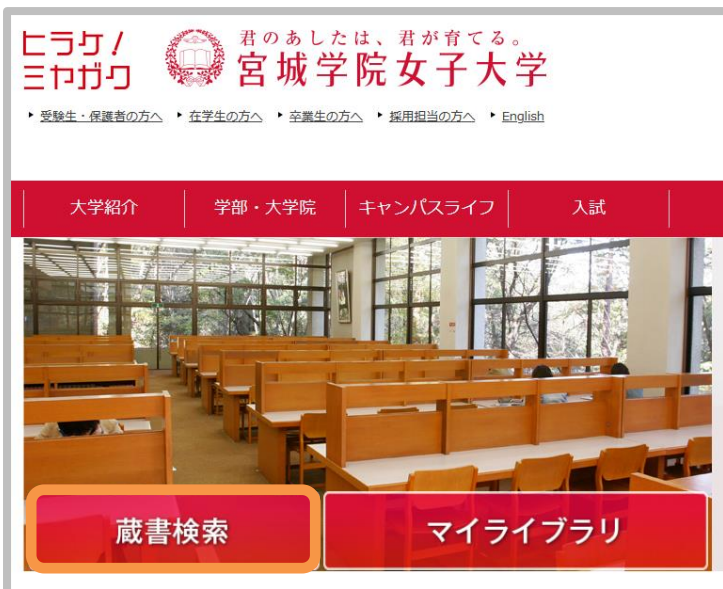 ヒラケ!
ミヤガク
君のあしたは、君が育てる。
宮城学院女子大学
受験生・保護者の方へ 在学生の方へ 卒業生の方へ 採用担当の方へ English
大学紹介 学部・大学院 キャンパスライフ 入試
蔵書検索 マイライブラリ